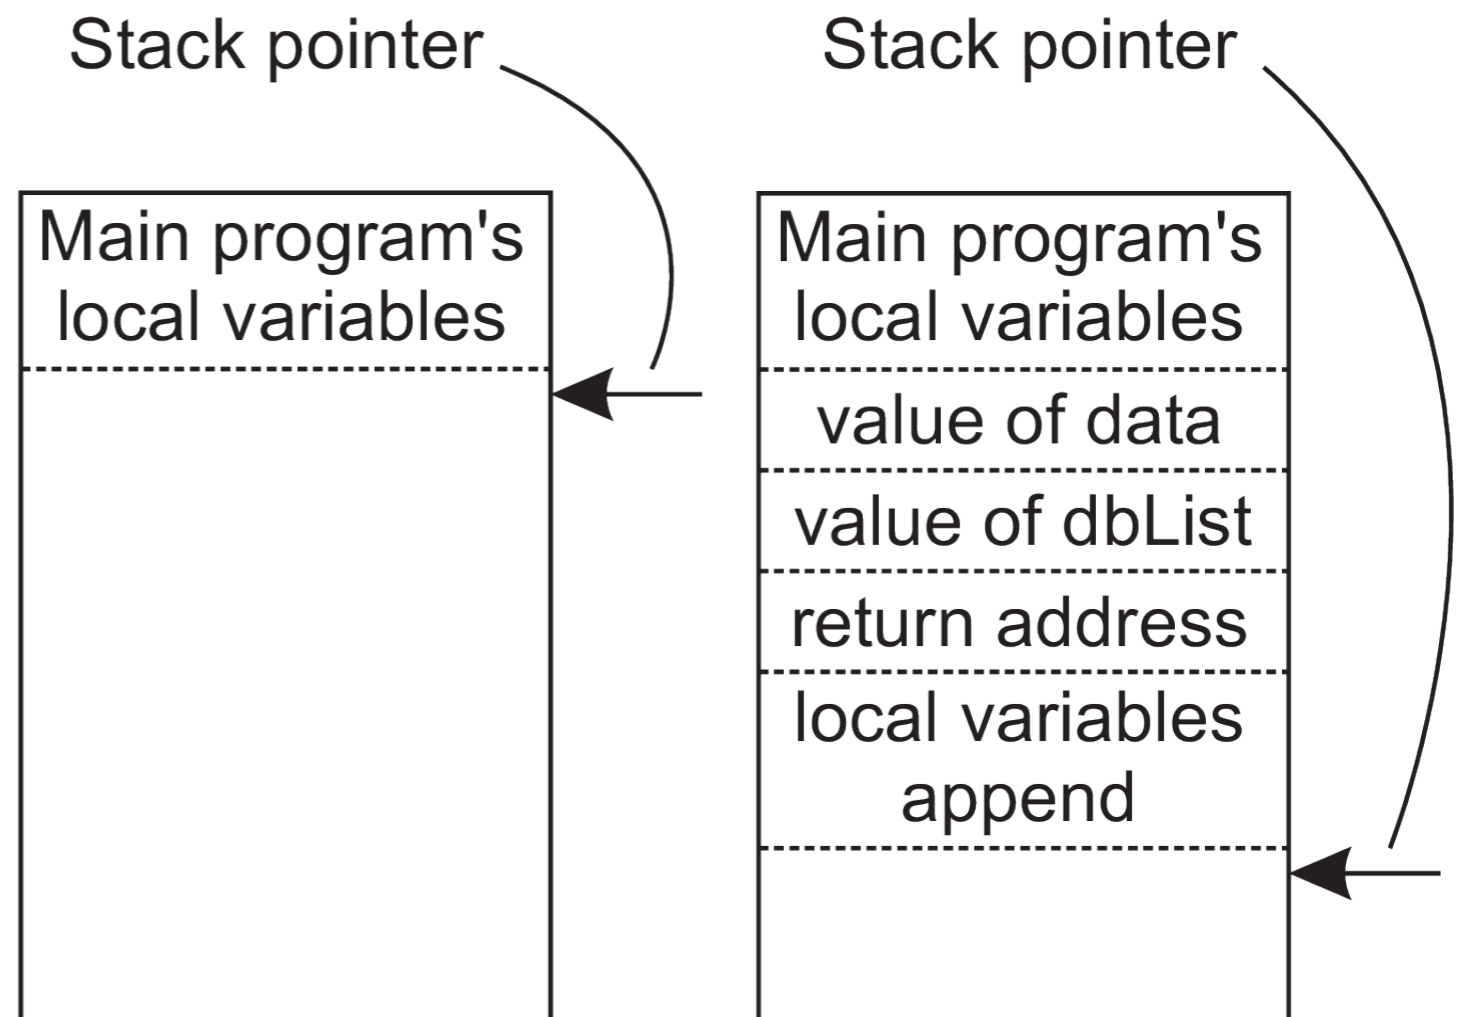 Stack pointer
Main program's
local variables
Stack pointer
Main program's
local variables
value of data
value of dbList
return address
local variables
append